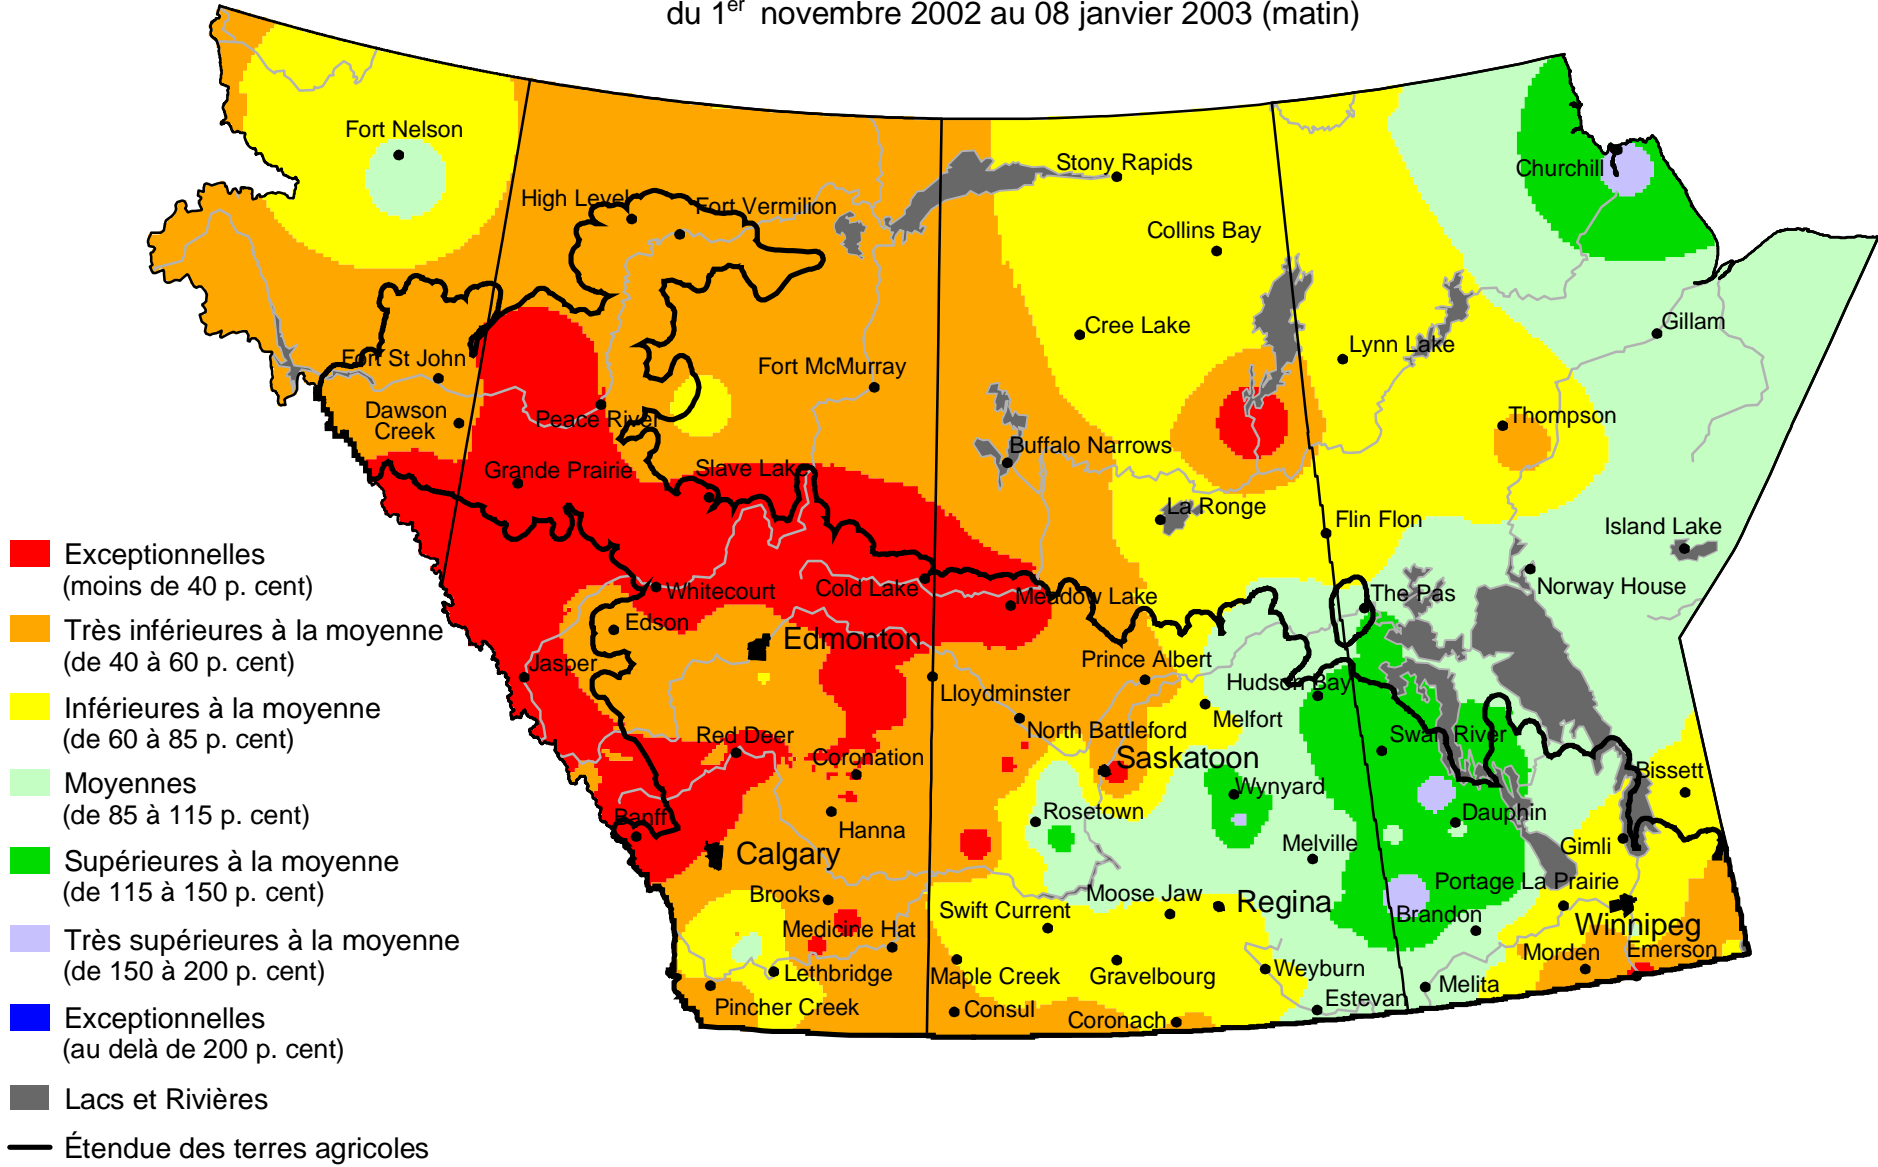 du 1er novembre 2002 au 08 janvier 2003 (matin)
Fort Nelson
Stony Rapids
Churchill
High Level
Fort Vermilion
Collins Bay
Cree Lake
Gillam
Lynn Lake
Fort St John
Fort McMurray
Dawson
Creek
Peace River
Thompson
Buffalo Narrows
Grande Prairie
Slave Lake
La Ronge
Flin Flon
Island Lake
Whitecourt
Cold Lake
Meadow Lake
The Pas
Norway House
Edson
Edmonton
Jasper
Prince Albert
Lloydminster
Hudson Bay
Melfort
North Battleford
Red Deer
Swan River
Coronation
Saskatoon
Bissett
Wynyard
Banff
Hanna
Rosetown
Dauphin
Melville
Gimli
Calgary
Portage La Prairie
Brooks
Moose Jaw
Regina
Swift Current
Brandon
Winnipeg
Medicine Hat
Morden
Emerson
Lethbridge
Maple Creek
Gravelbourg
Weyburn
Melita
Pincher Creek
Consul
Estevan
Coronach
Exceptionnelles
(moins de 40 p. cent)
Très inférieures à la moyenne
(de 40 à 60 p. cent)
Inférieures à la moyenne
(de 60 à 85 p. cent)
Moyennes
(de 85 à 115 p. cent)
Supérieures à la moyenne
(de 115 à 150 p. cent)
Très supérieures à la moyenne
(de 150 à 200 p. cent)
Exceptionnelles
(au delà de 200 p. cent)
Lacs et Rivières
Étendue des terres agricoles